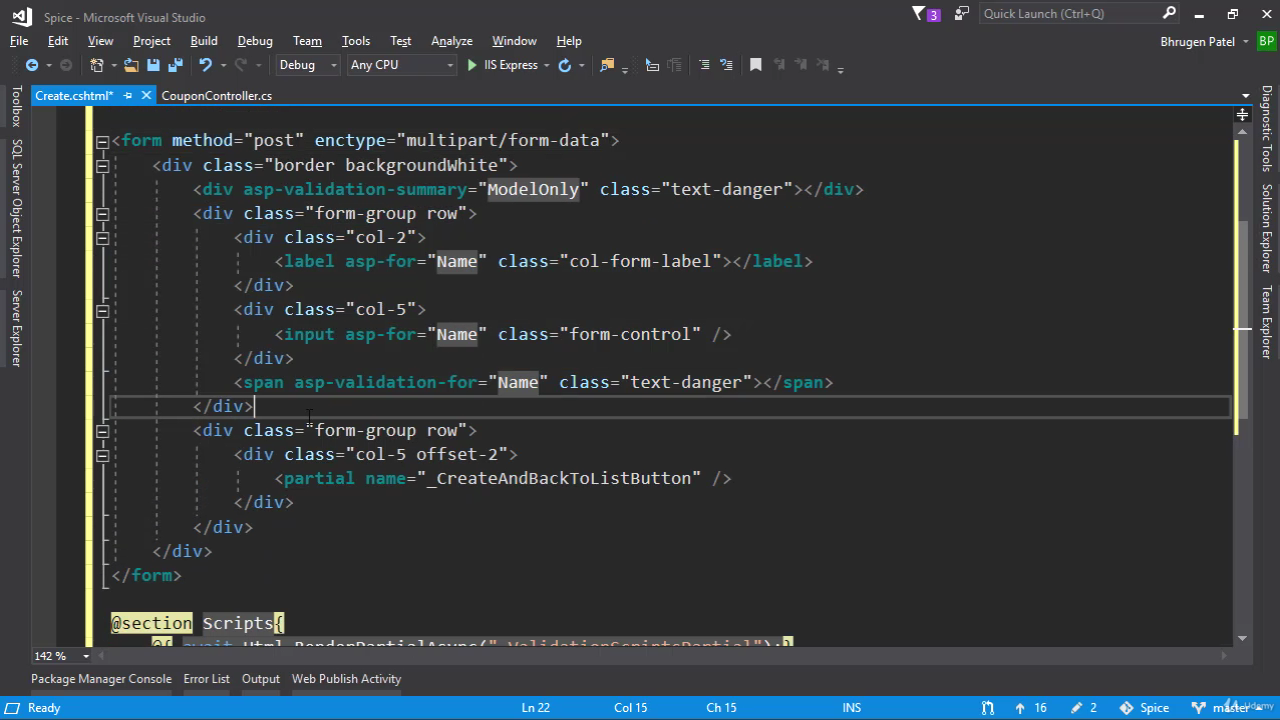 Spice - Microsoft Visual Studio
3
Quick Launch (Ctrl+Q)
File Edit View Project Build Debug Team Tools Test Analyze Window Help
Bhrugen Patel BP
Debug Any CPU IIS Express
Create.cshtml* CouponController.cs
Toolbox
SQL Server Object Explorer
Server Explorer
<form method="post" enctype="multipart/form-data">
<div class="border backgroundWhite">
<div asp-validation-summary="ModelOnly" class="text-danger"></div>
<div class="form-group row">
<div class="col-2">
<label asp-for="Name" class="col-form-label"></label>
</div>
<div class="col-5">
<input asp-for="Name" class="form-control" />
</div>
<span asp-validation-for="Name" class="text-danger"></span>
</div>
<div class="form-group row">
<div class="col-5 offset-2">
<partial name="_CreateAndBackToListButton" />
</div>
</div>
</div>
</form>
@section Scripts{
@{ await Html.RenderPartialAsync("_ValidationScriptsPartial");}
Diagnostic Tools
Solution Explorer
Team Explorer
142 %
Package Manager Console Error List Output Web Publish Activity
Ready Ln 22 Col 15 Ch 15 INS 16 2 Spice master
Udemy